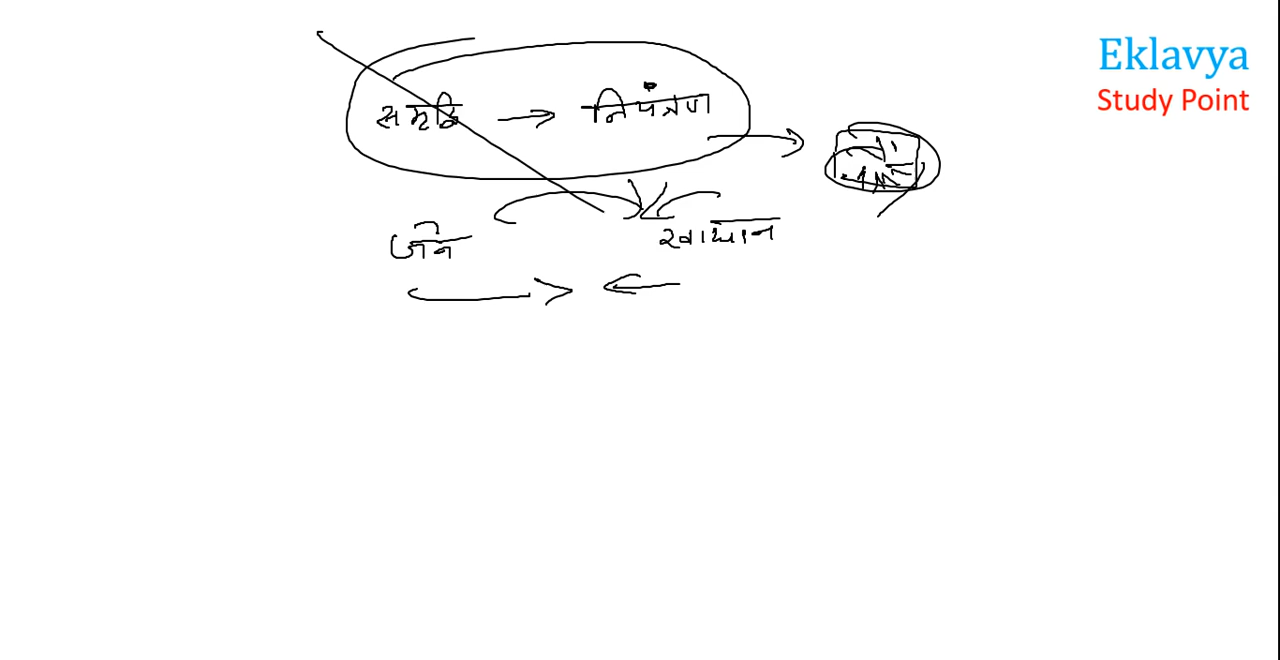 Eklavya
Study Point
समृद्धि → नियंत्रण
जैन
खाद्यान